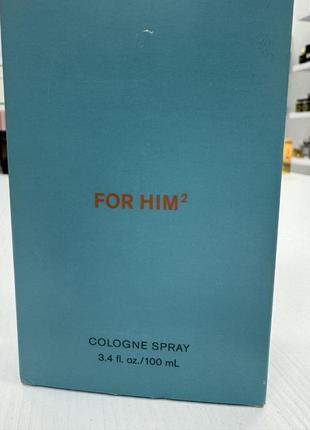 FOR HIM²
COLOGNE SPRAY
3.4 fl. oz./100 mL